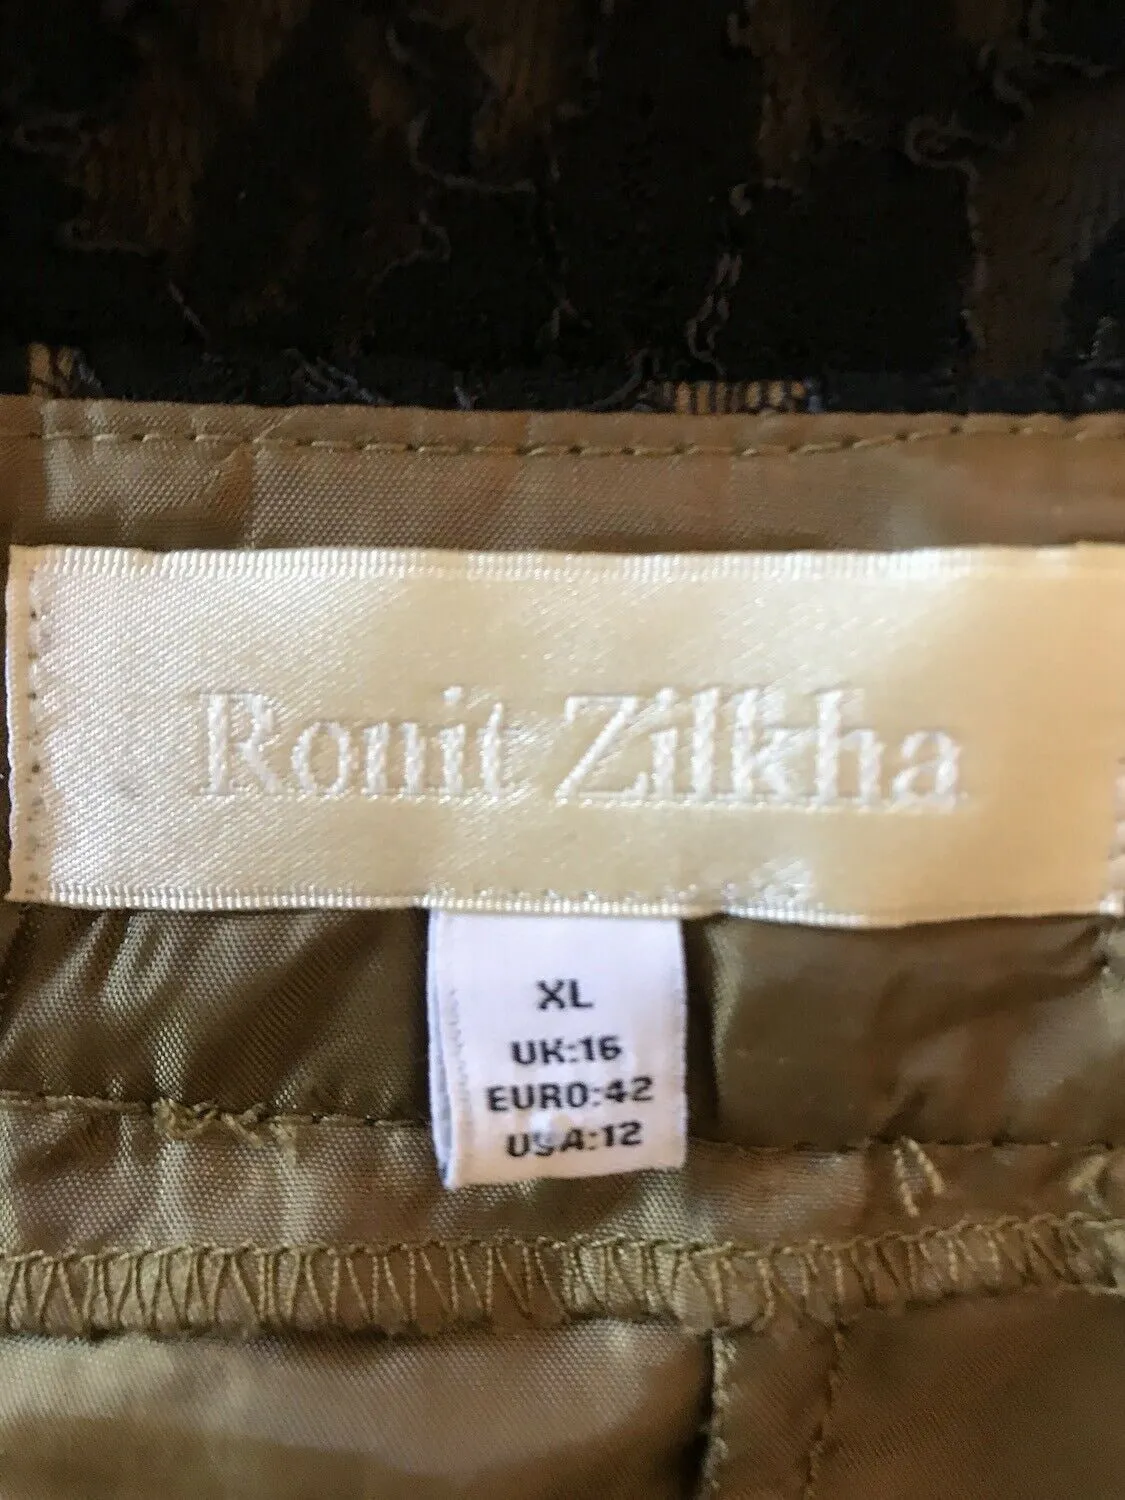 Ronit Zilkha
XL
UK:16
EURO:42
USA:12